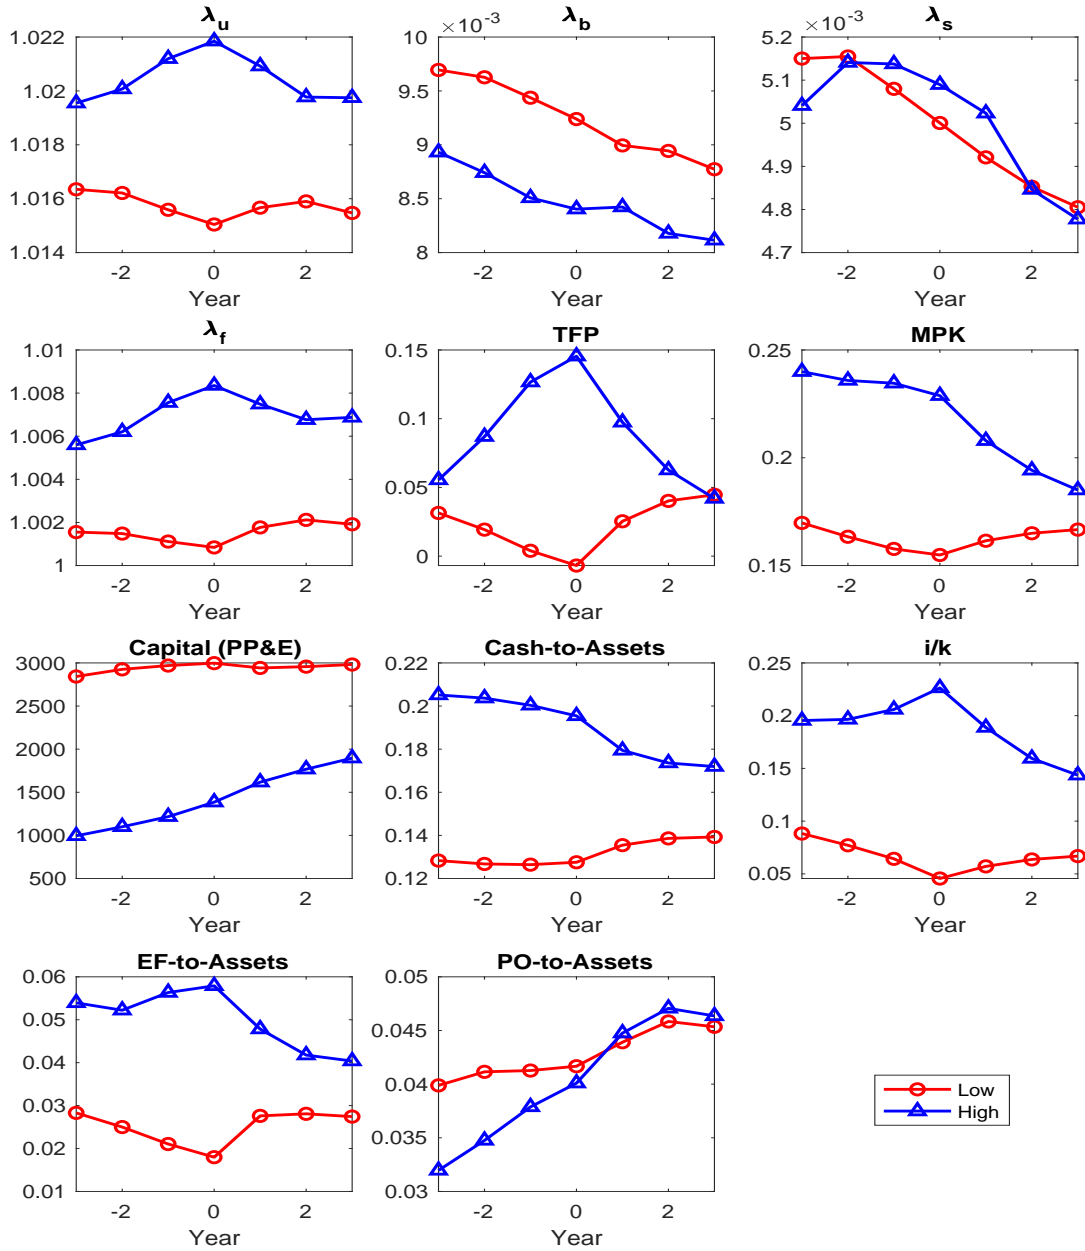 λu λb λs
×10⁻³ ×10⁻³
1.022 10 5.2
1.02 9.5 5.1
1.018 9 5
1.016 8.5 4.9
4.8
1.014 8 4.7
-2 0 2 -2 0 2 -2 0 2
Year Year Year
λf TFP MPK
1.01 0.15 0.25
1.008 0.1
1.006 0.2
1.004 0.05
1.002 0
1 0.15
-2 0 2 -2 0 2 -2 0 2
Year Year Year
Capital (PP&E) Cash-to-Assets i/k
3000 0.22 0.25
2500 0.2 0.2
2000 0.18 0.15
1500 0.16 0.1
1000 0.14 0.05
500 0.12
-2 0 2 -2 0 2 -2 0 2
Year Year Year
EF-to-Assets PO-to-Assets
0.06 0.05
0.05 0.045
0.04 0.04
0.03 0.035
0.02
0.01 0.03
-2 0 2 -2 0 2
Year Year
Low
High